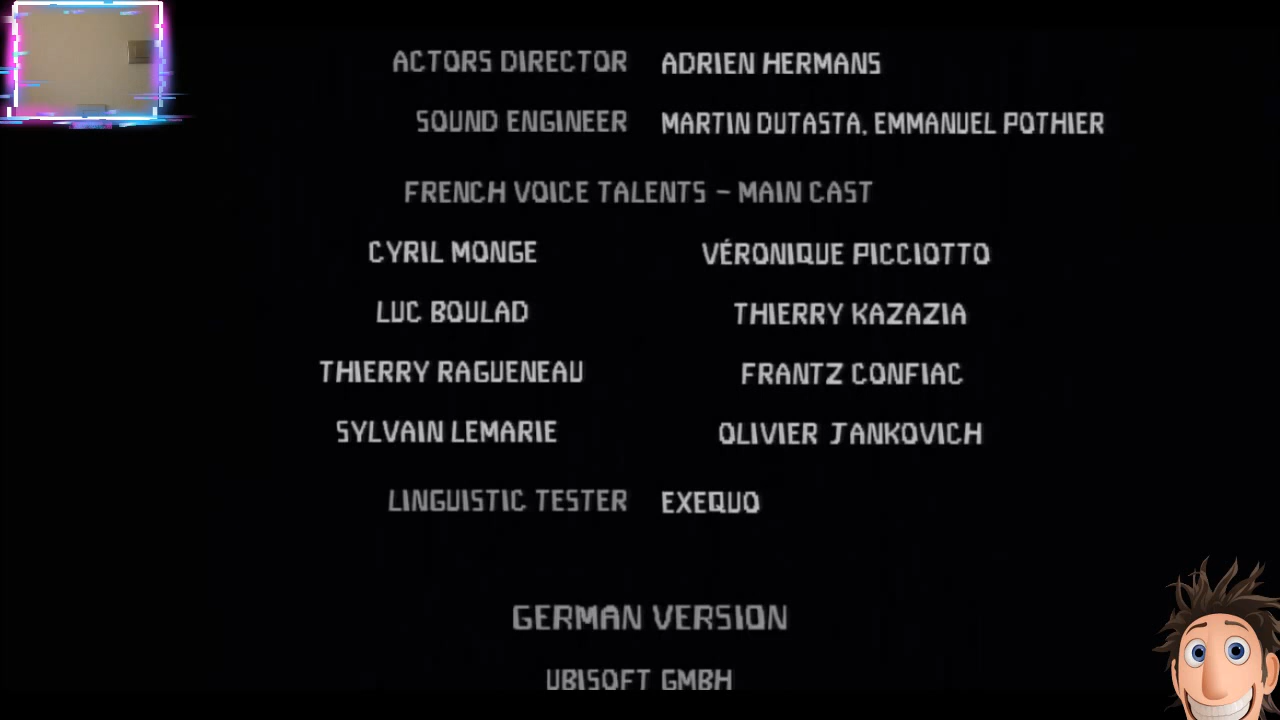 ACTORS DIRECTOR ADRIEN HERMANS
SOUND ENGINEER MARTIN DUTASTA, EMMANUEL POTHIER
FRENCH VOICE TALENTS - MAIN CAST
CYRIL MONGE VÉRONIQUE PICCIOTTO
LUC BOULAD THIERRY KAZAZIA
THIERRY RAGUENEAU FRANTZ CONFIAC
SYLVAIN LEMARIE OLIVIER JANKOVICH
LINGUISTIC TESTER EXEQUO
GERMAN VERSION
UBISOFT GMBH